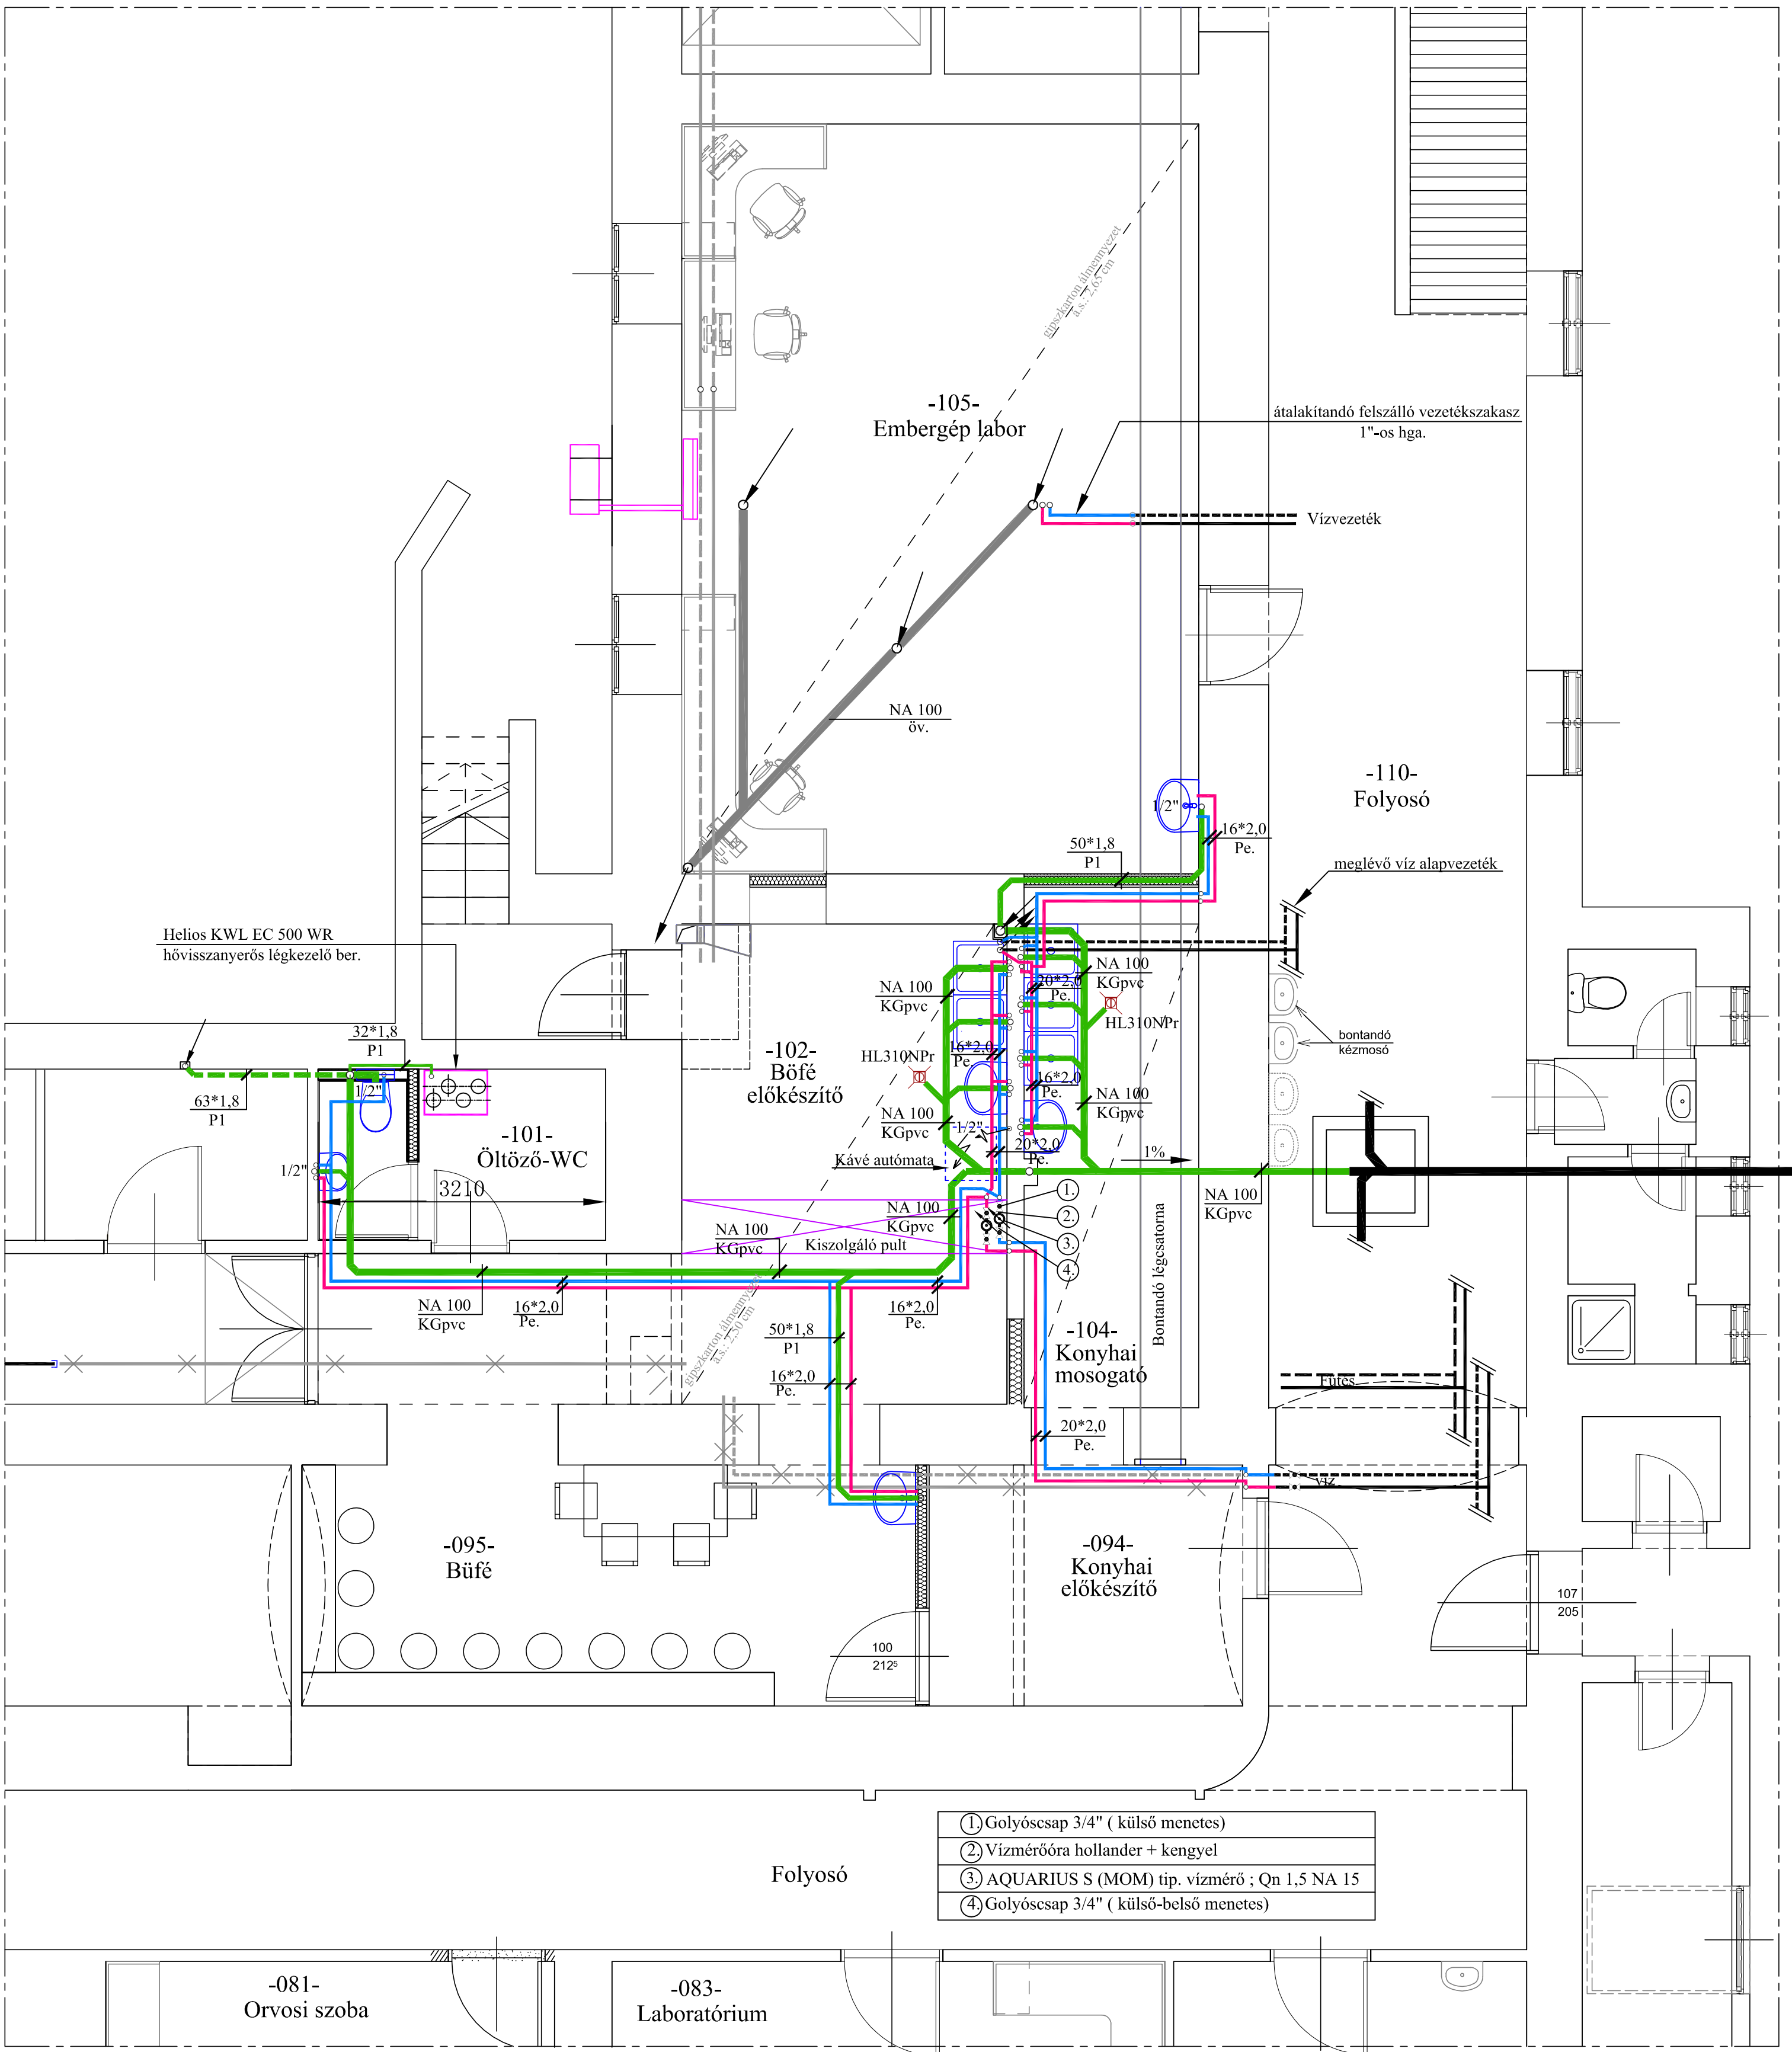 gipszkarton álmennyezet
á.s.: 2,65 cm
-105-
Embergép labor
átalakítandó felszálló vezetékszakasz
1"-os hga.
Vízvezeték
NA 100
öv.
-110-
Folyosó
1/2"
16*2,0
Pe.
50*1,8
P1
meglévő víz alapvezeték
Helios KWL EC 500 WR
hővisszanyerős légkezelő ber.
NA 100
KGpvc
NA 100
KGpvc
20*2,0
Pe.
HL310NPr
32*1,8
P1
bontandó
kézmosó
-102-
Böfé
előkészítő
16*2,0
Pe
HL310NPr
1/2"
63*1,8
P1
16*2,0
Pe.
NA 100
KGpvc
NA 100
KGpvc
1/2"
-101-
Öltöző-WC
20*2,0
Pe.
Kávé autómata
1%
1/2"
3210
1.
2.
3.
4.
NA 100
KGpvc
NA 100
KGpvc
NA 100
KGpvc
Kiszolgáló pult
Bontandó légcsatorna
NA 100
KGpvc
16*2,0
Pe.
16*2,0
Pe.
gipszkarton álmennyezet
á.s.: 2,50 cm
50*1,8
P1
-104-
Konyhai
mosogató
16*2,0
Pe.
Fűtés
20*2,0
Pe.
víz
-095-
Büfé
-094-
Konyhai
előkészítő
107
205
100
212⁵
1. Golyóscsap 3/4" ( külső menetes)
2. Vízmérőóra hollander + kengyel
3. AQUARIUS S (MOM) tip. vízmérő ; Qn 1,5 NA 15
4. Golyóscsap 3/4" ( külső-belső menetes)
Folyosó
-081-
Orvosi szoba
-083-
Laboratórium